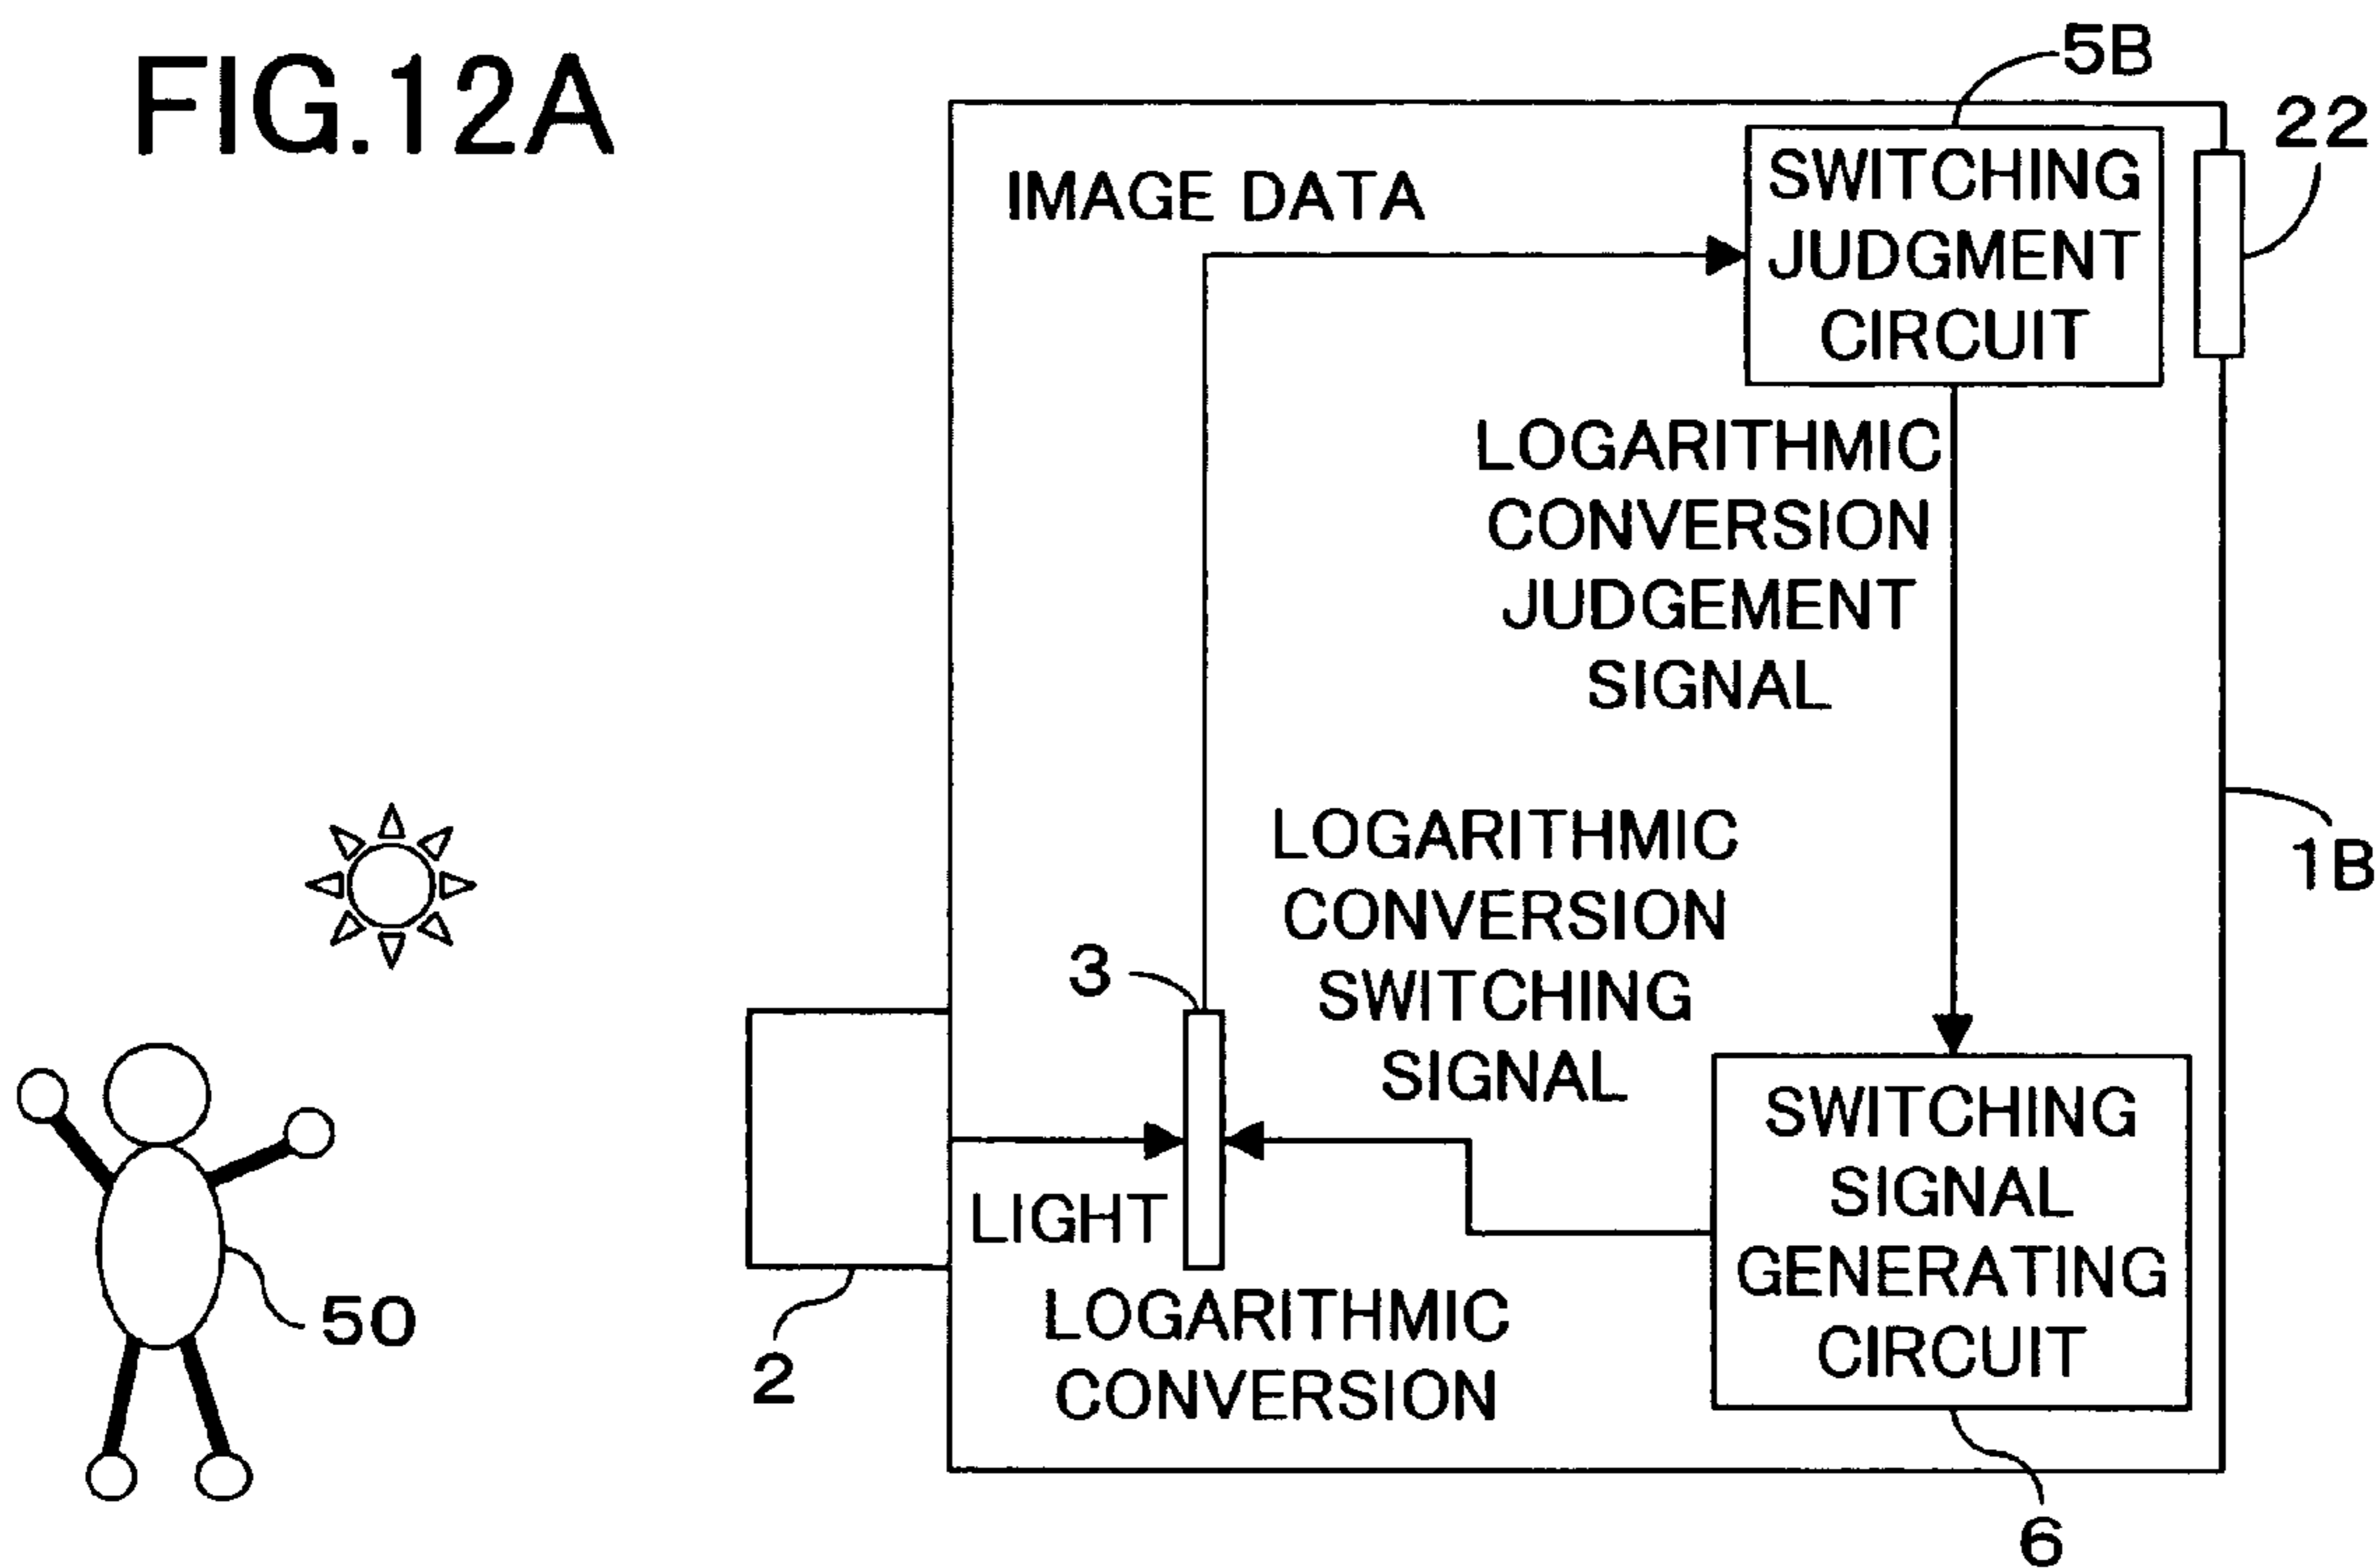 FIG.12A
5B
22
IMAGE DATA
SWITCHING
JUDGMENT
CIRCUIT
LOGARITHMIC
CONVERSION
JUDGEMENT
SIGNAL
1B
LOGARITHMIC
CONVERSION
SWITCHING
SIGNAL
3
LIGHT
SWITCHING
SIGNAL
GENERATING
CIRCUIT
50
2
LOGARITHMIC
CONVERSION
6